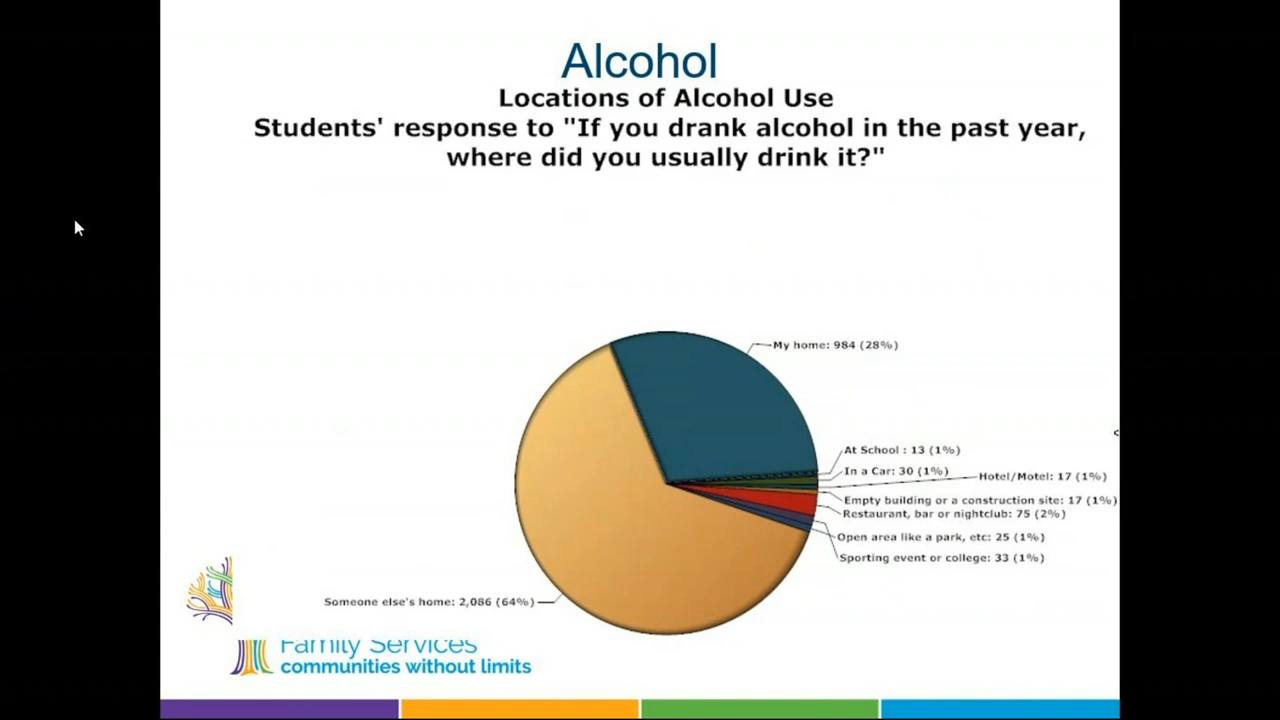 Alcohol
Locations of Alcohol Use
Students' response to "If you drank alcohol in the past year,
where did you usually drink it?"
My home: 984 (28%)
At School : 13 (1%)
In a Car: 30 (1%)
Hotel/Motel: 17 (1%)
Empty building or a construction site: 17 (1%)
Restaurant, bar or nightclub: 75 (2%)
Open area like a park, etc: 25 (1%)
Sporting event or college: 33 (1%)
Someone else's home: 2,086 (64%)
Family Services
communities without limits